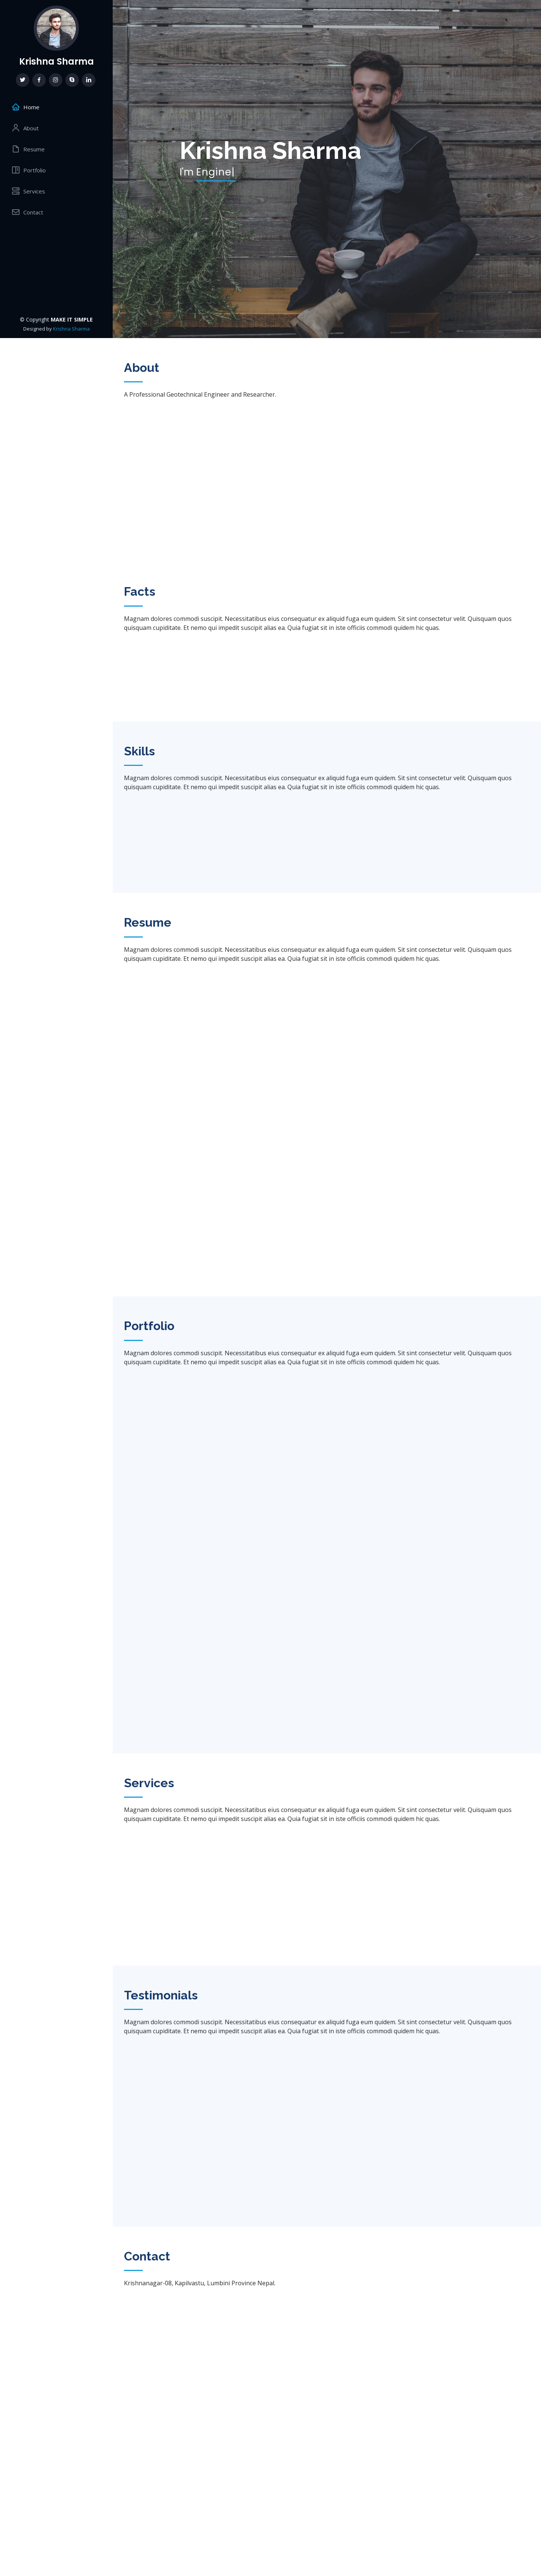 Krishna Sharma
Home
About
Resume
Portfolio
Services
Contact
© Copyright MAKE IT SIMPLE
Designed by Krishna Sharma
Krishna Sharma
I'm Engine|
About
A Professional Geotechnical Engineer and Researcher.
Facts
Magnam dolores commodi suscipit. Necessitatibus eius consequatur ex aliquid fuga eum quidem. Sit sint consectetur velit. Quisquam quos
quisquam cupiditate. Et nemo qui impedit suscipit alias ea. Quia fugiat sit in iste officiis commodi quidem hic quas.
Skills
Magnam dolores commodi suscipit. Necessitatibus eius consequatur ex aliquid fuga eum quidem. Sit sint consectetur velit. Quisquam quos
quisquam cupiditate. Et nemo qui impedit suscipit alias ea. Quia fugiat sit in iste officiis commodi quidem hic quas.
Resume
Magnam dolores commodi suscipit. Necessitatibus eius consequatur ex aliquid fuga eum quidem. Sit sint consectetur velit. Quisquam quos
quisquam cupiditate. Et nemo qui impedit suscipit alias ea. Quia fugiat sit in iste officiis commodi quidem hic quas.
Portfolio
Magnam dolores commodi suscipit. Necessitatibus eius consequatur ex aliquid fuga eum quidem. Sit sint consectetur velit. Quisquam quos
quisquam cupiditate. Et nemo qui impedit suscipit alias ea. Quia fugiat sit in iste officiis commodi quidem hic quas.
Services
Magnam dolores commodi suscipit. Necessitatibus eius consequatur ex aliquid fuga eum quidem. Sit sint consectetur velit. Quisquam quos
quisquam cupiditate. Et nemo qui impedit suscipit alias ea. Quia fugiat sit in iste officiis commodi quidem hic quas.
Testimonials
Magnam dolores commodi suscipit. Necessitatibus eius consequatur ex aliquid fuga eum quidem. Sit sint consectetur velit. Quisquam quos
quisquam cupiditate. Et nemo qui impedit suscipit alias ea. Quia fugiat sit in iste officiis commodi quidem hic quas.
Contact
Krishnanagar-08, Kapilvastu, Lumbini Province Nepal.